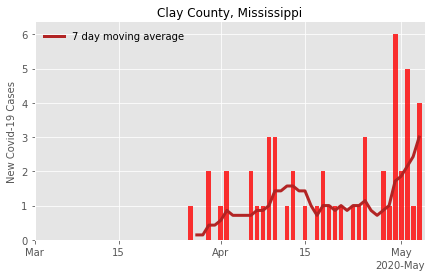 Clay County, Mississippi
7 day moving average
New Covid-19 Cases
6
5
4
3
2
1
0
Mar
15
Apr
15
May
2020-May